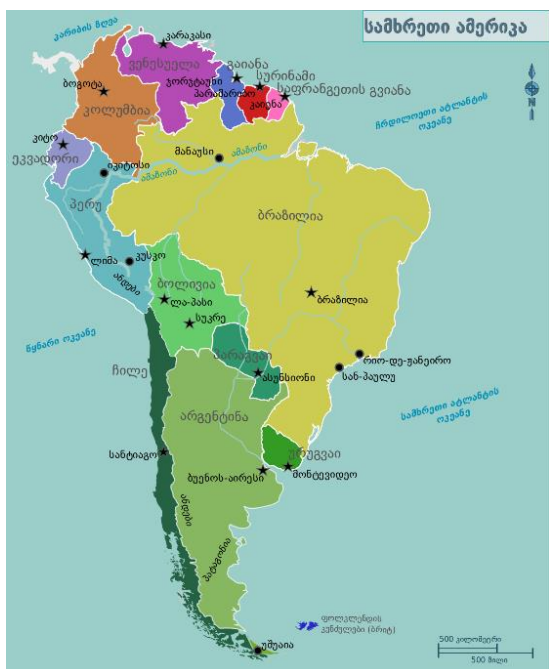 სამხრეთი ამერიკა
კარიბის ზღვა
კარაკასი
ვენესუელა
გაიანა
სურინამი
საფრანგეთის გვიანა
ჯორჯტაუნი
პარამარიბო
კაიენა
ბოგოტა
კოლუმბია
ჩრდილოეთი ატლანტის
ოკეანე
კიტო
ეკვადორი
იკიტოსი
მანაუსი
ამაზონი
ამაზონი
პერუ
ბრაზილია
ლიმა
კუსკო
ანდები
ბოლივია
ლა-პასი
სუკრე
ბრაზილია
წყნარი ოკეანე
ჩილე
პარაგვაი
ასუნსიონი
რიო-დე-ჟანეირო
სან-პაულუ
სამხრეთი ატლანტის
ოკეანე
არგენტინა
ურუგვაი
სანტიაგო
ბუენოს-აირესი
მონტევიდეო
ანდები
პატაგონია
ფოლკლენდის
კუნძულები (ბრიტ)
უშუაია
500 კილომეტრი
500 მილი